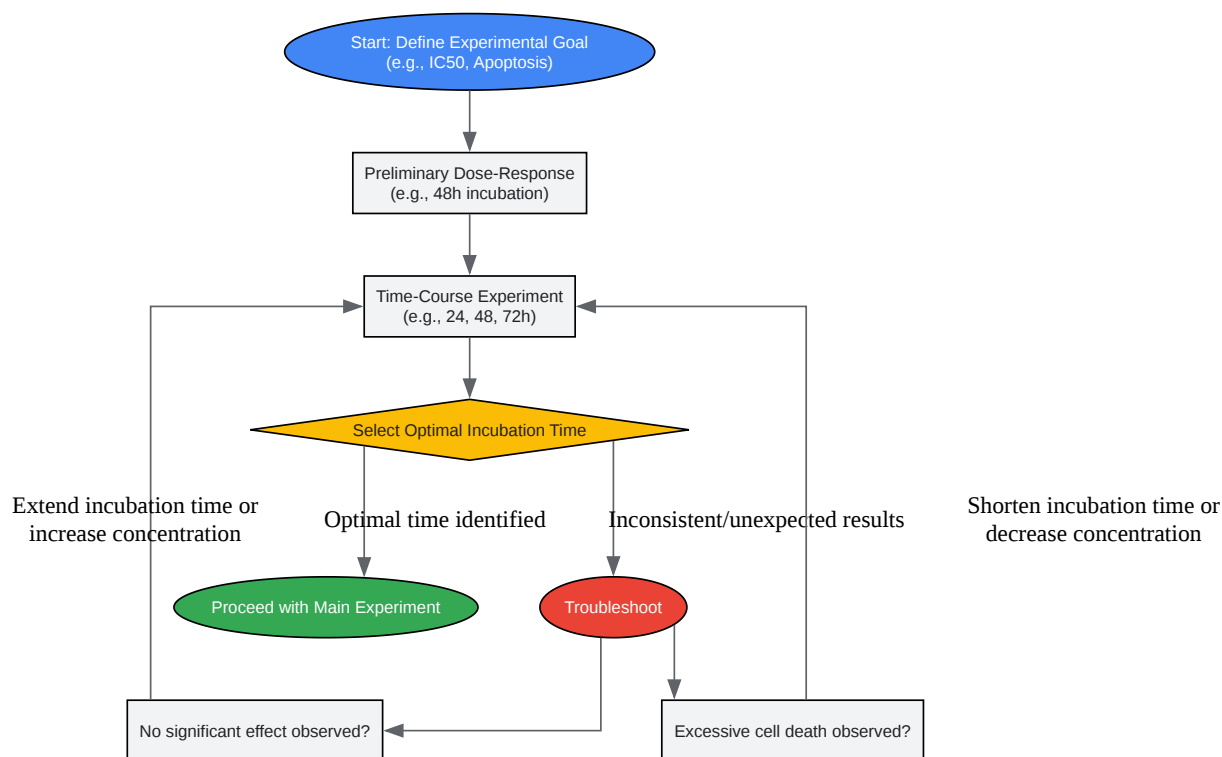 Start: Define Experimental Goal
(e.g., IC50, Apoptosis)
Preliminary Dose-Response
(e.g., 48h incubation)
Time-Course Experiment
(e.g., 24, 48, 72h)
Select Optimal Incubation Time
Extend incubation time or
increase concentration
Optimal time identified
Inconsistent/unexpected results
Shorten incubation time or
decrease concentration
Proceed with Main Experiment
Troubleshoot
No significant effect observed?
Excessive cell death observed?